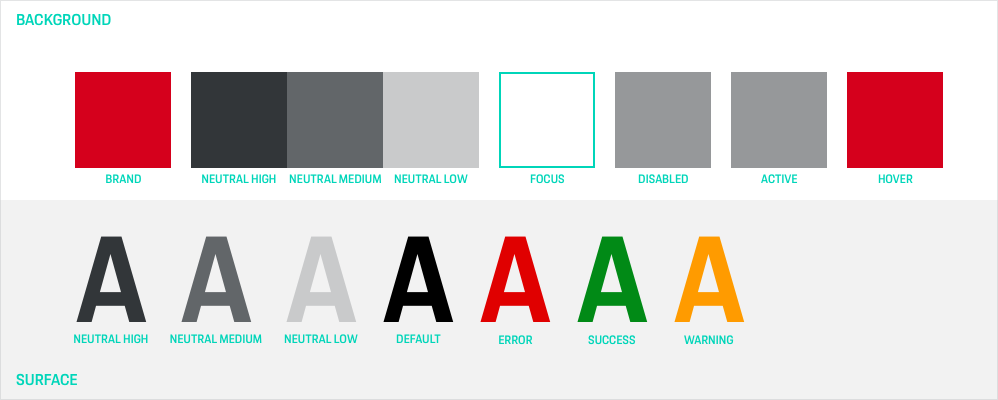 BACKGROUND
BRAND NEUTRAL HIGH NEUTRAL MEDIUM NEUTRAL LOW FOCUS DISABLED ACTIVE HOVER
A A A A A A A
NEUTRAL HIGH NEUTRAL MEDIUM NEUTRAL LOW DEFAULT ERROR SUCCESS WARNING
SURFACE